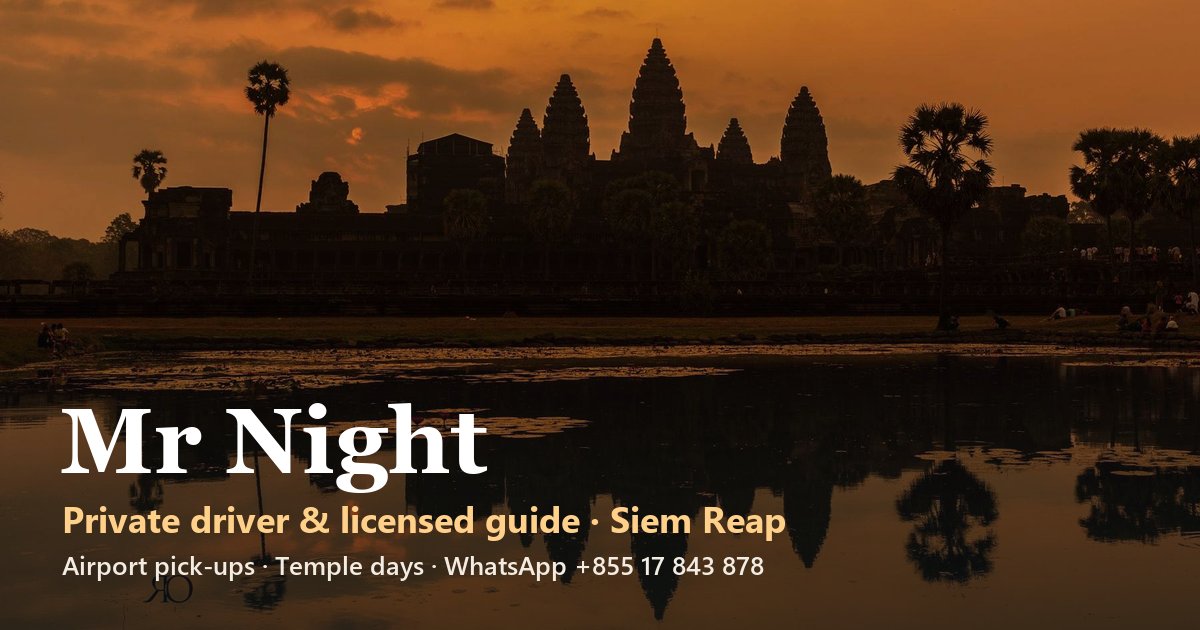 Mr Night
Private driver & licensed guide · Siem Reap
Airport pick-ups · Temple days · WhatsApp +855 17 843 878